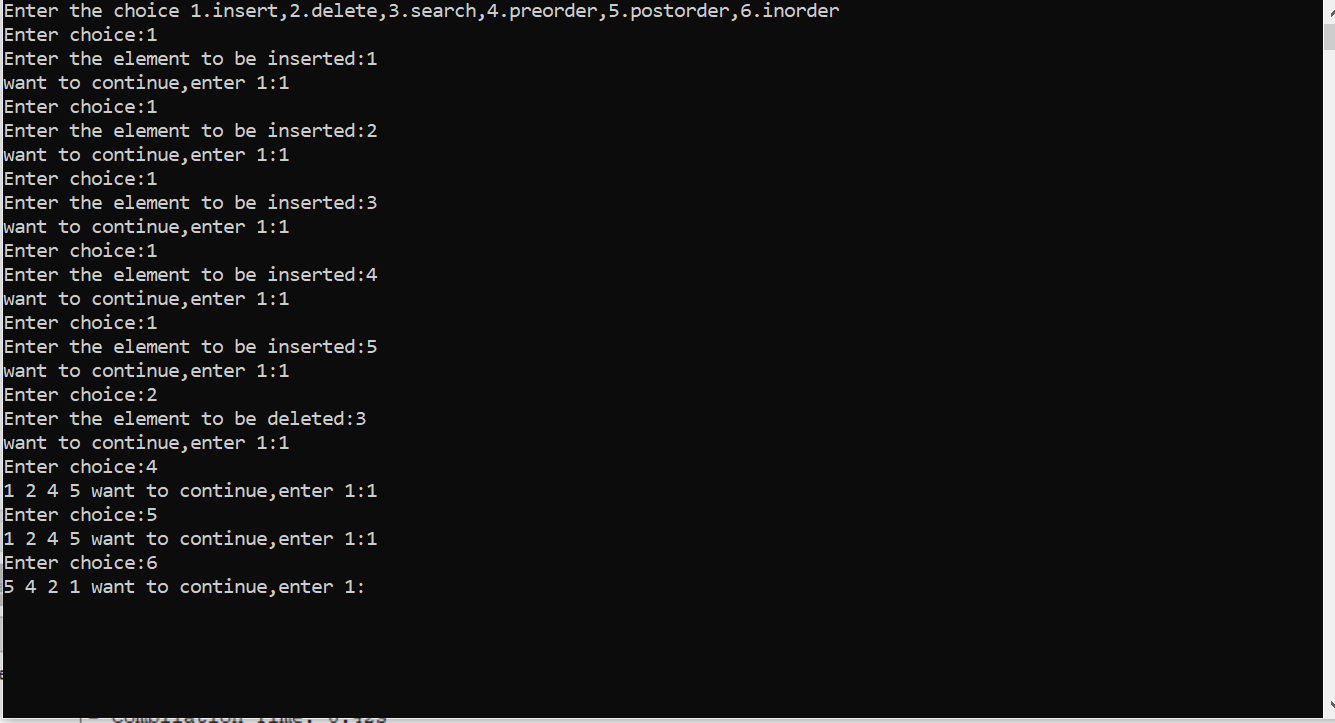 Enter the choice 1.insert,2.delete,3.search,4.preorder,5.postorder,6.inorder
Enter choice:1
Enter the element to be inserted:1
want to continue,enter 1:1
Enter choice:1
Enter the element to be inserted:2
want to continue,enter 1:1
Enter choice:1
Enter the element to be inserted:3
want to continue,enter 1:1
Enter choice:1
Enter the element to be inserted:4
want to continue,enter 1:1
Enter choice:1
Enter the element to be inserted:5
want to continue,enter 1:1
Enter choice:2
Enter the element to be deleted:3
want to continue,enter 1:1
Enter choice:4
1 2 4 5 want to continue,enter 1:1
Enter choice:5
1 2 4 5 want to continue,enter 1:1
Enter choice:6
5 4 2 1 want to continue,enter 1: